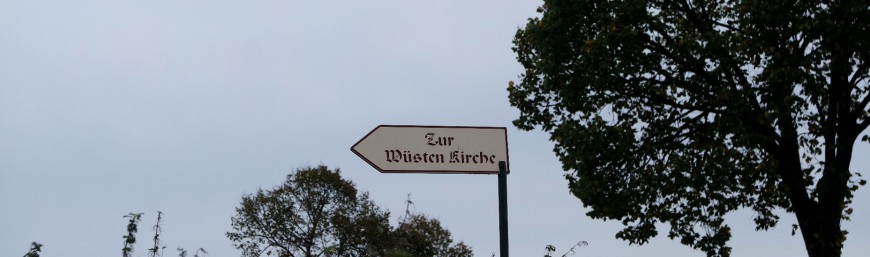 Zur
Wüsten Kirche